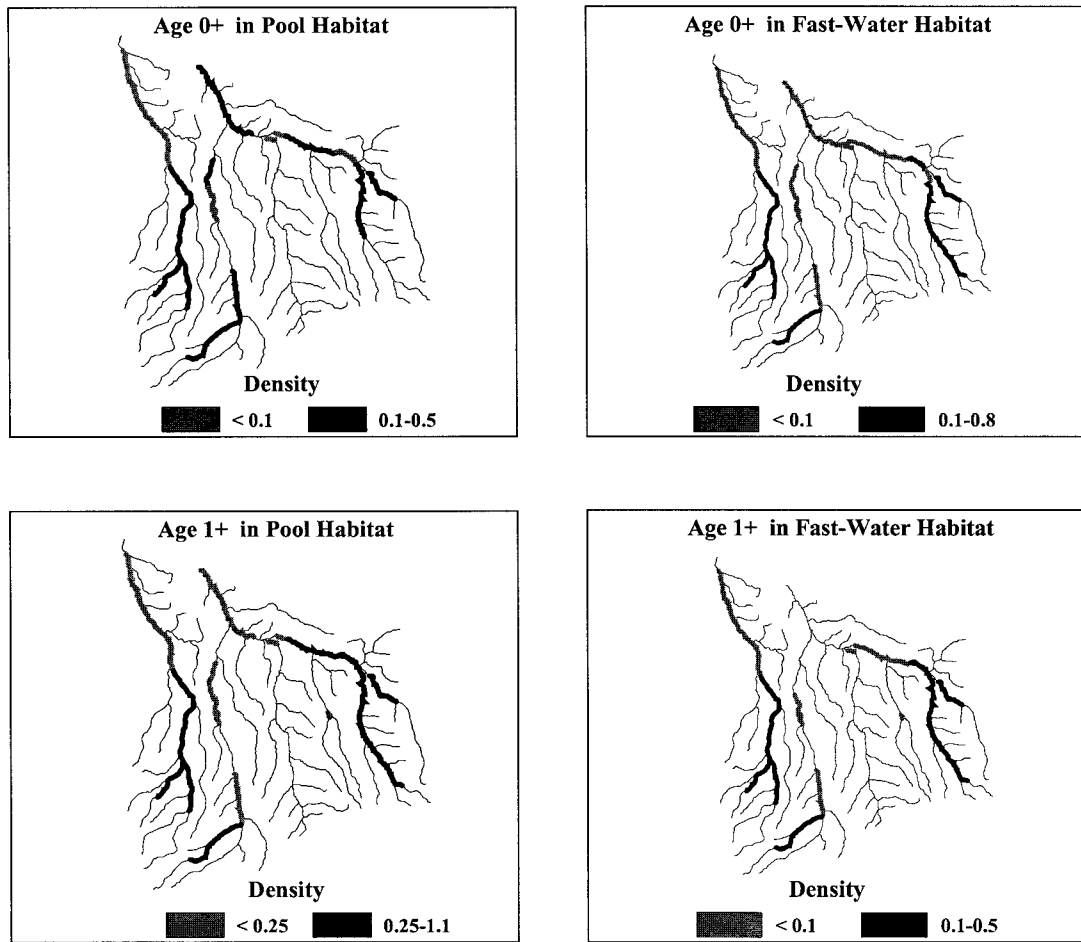 Age 0+ in Pool Habitat
Density
< 0.1
0.1-0.5
Age 0+ in Fast-Water Habitat
Density
< 0.1
0.1-0.8
Age 1+ in Pool Habitat
Density
< 0.25
0.25-1.1
Age 1+ in Fast-Water Habitat
Density
< 0.1
0.1-0.5